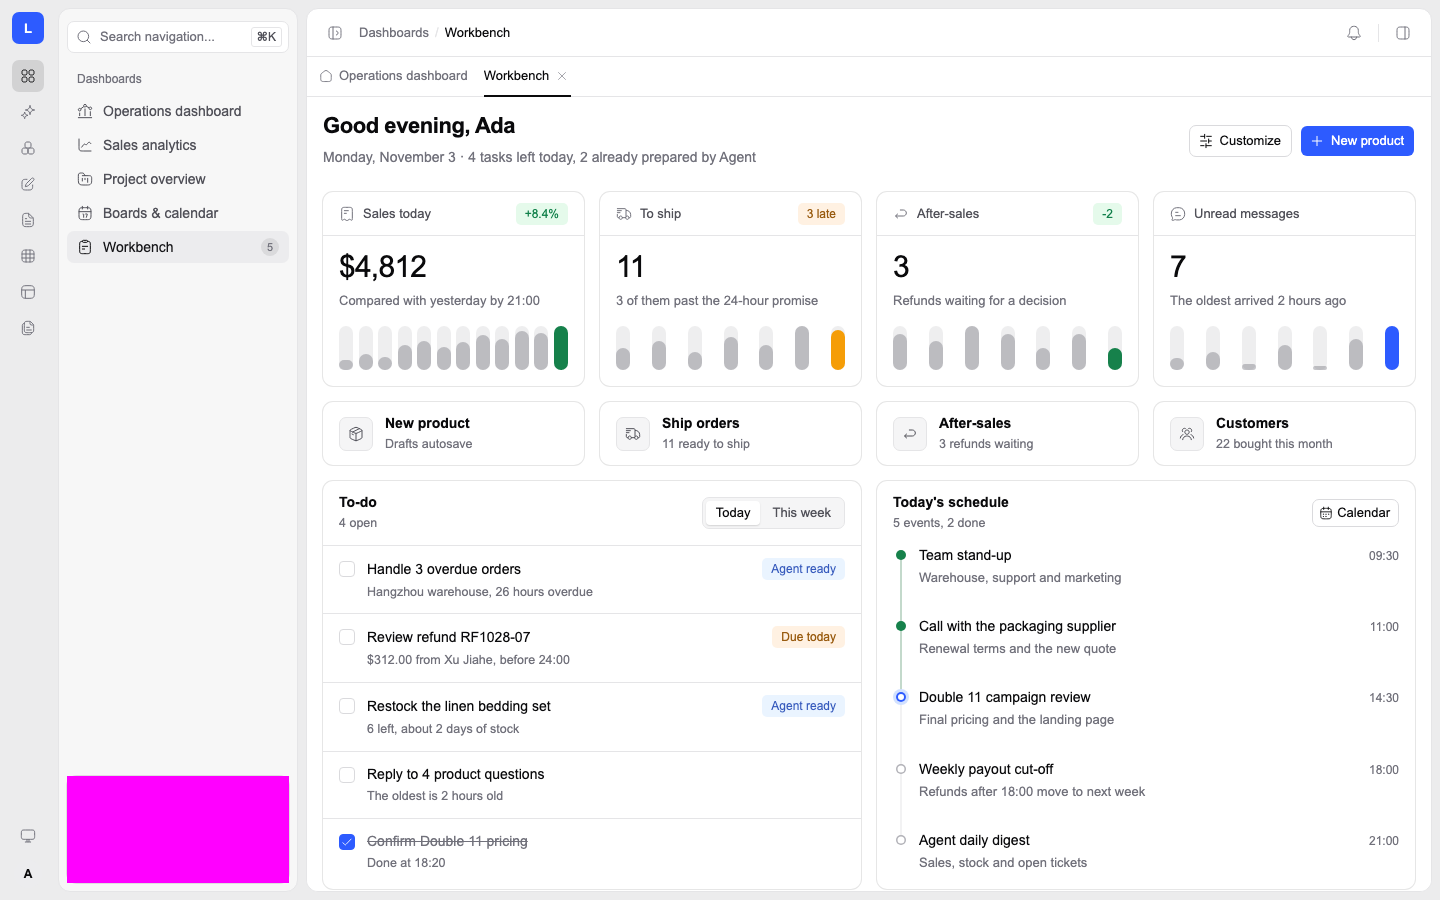 L
Search navigation...
⌘K
Dashboards
Operations dashboard
Sales analytics
Project overview
Boards & calendar
Workbench
5
A
Dashboards / Workbench
Operations dashboard
Workbench
Good evening, Ada
Monday, November 3 · 4 tasks left today, 2 already prepared by Agent
Customize
New product
Sales today
+8.4%
$4,812
Compared with yesterday by 21:00
To ship
3 late
11
3 of them past the 24-hour promise
After-sales
-2
3
Refunds waiting for a decision
Unread messages
7
The oldest arrived 2 hours ago
New product
Drafts autosave
Ship orders
11 ready to ship
After-sales
3 refunds waiting
Customers
22 bought this month
To-do
4 open
Today
This week
Handle 3 overdue orders
Agent ready
Hangzhou warehouse, 26 hours overdue
Review refund RF1028-07
Due today
$312.00 from Xu Jiahe, before 24:00
Restock the linen bedding set
Agent ready
6 left, about 2 days of stock
Reply to 4 product questions
The oldest is 2 hours old
Confirm Double 11 pricing
Done at 18:20
Today's schedule
5 events, 2 done
Calendar
Team stand-up
09:30
Warehouse, support and marketing
Call with the packaging supplier
11:00
Renewal terms and the new quote
Double 11 campaign review
14:30
Final pricing and the landing page
Weekly payout cut-off
18:00
Refunds after 18:00 move to next week
Agent daily digest
21:00
Sales, stock and open tickets